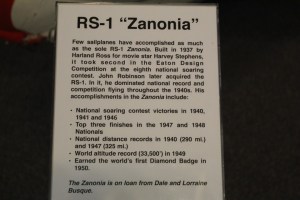 RS-1 “Zanonia”
Few sailplanes have accomplished as much
as the sole RS-1 Zanonia. Built in 1937 by
Harland Ross for movie star Harvey Stephens,
it took second in the Eaton Design
Competition at the eighth national soaring
contest. John Robinson later acquired the
RS-1. In it, he dominated national record and
competition flying throughout the 1940s. His
accomplishments in the Zanonia include:
- National soaring contest victories in 1940,
1941 and 1946
- Top three finishes in the 1947 and 1948
Nationals
- National distance records in 1940 (290 mi.)
and 1947 (325 mi.)
- World altitude record (33,500') in 1949
- Earned the world's first Diamond Badge in
1950.
The Zanonia is on loan from Dale and Lorraine
Busque.